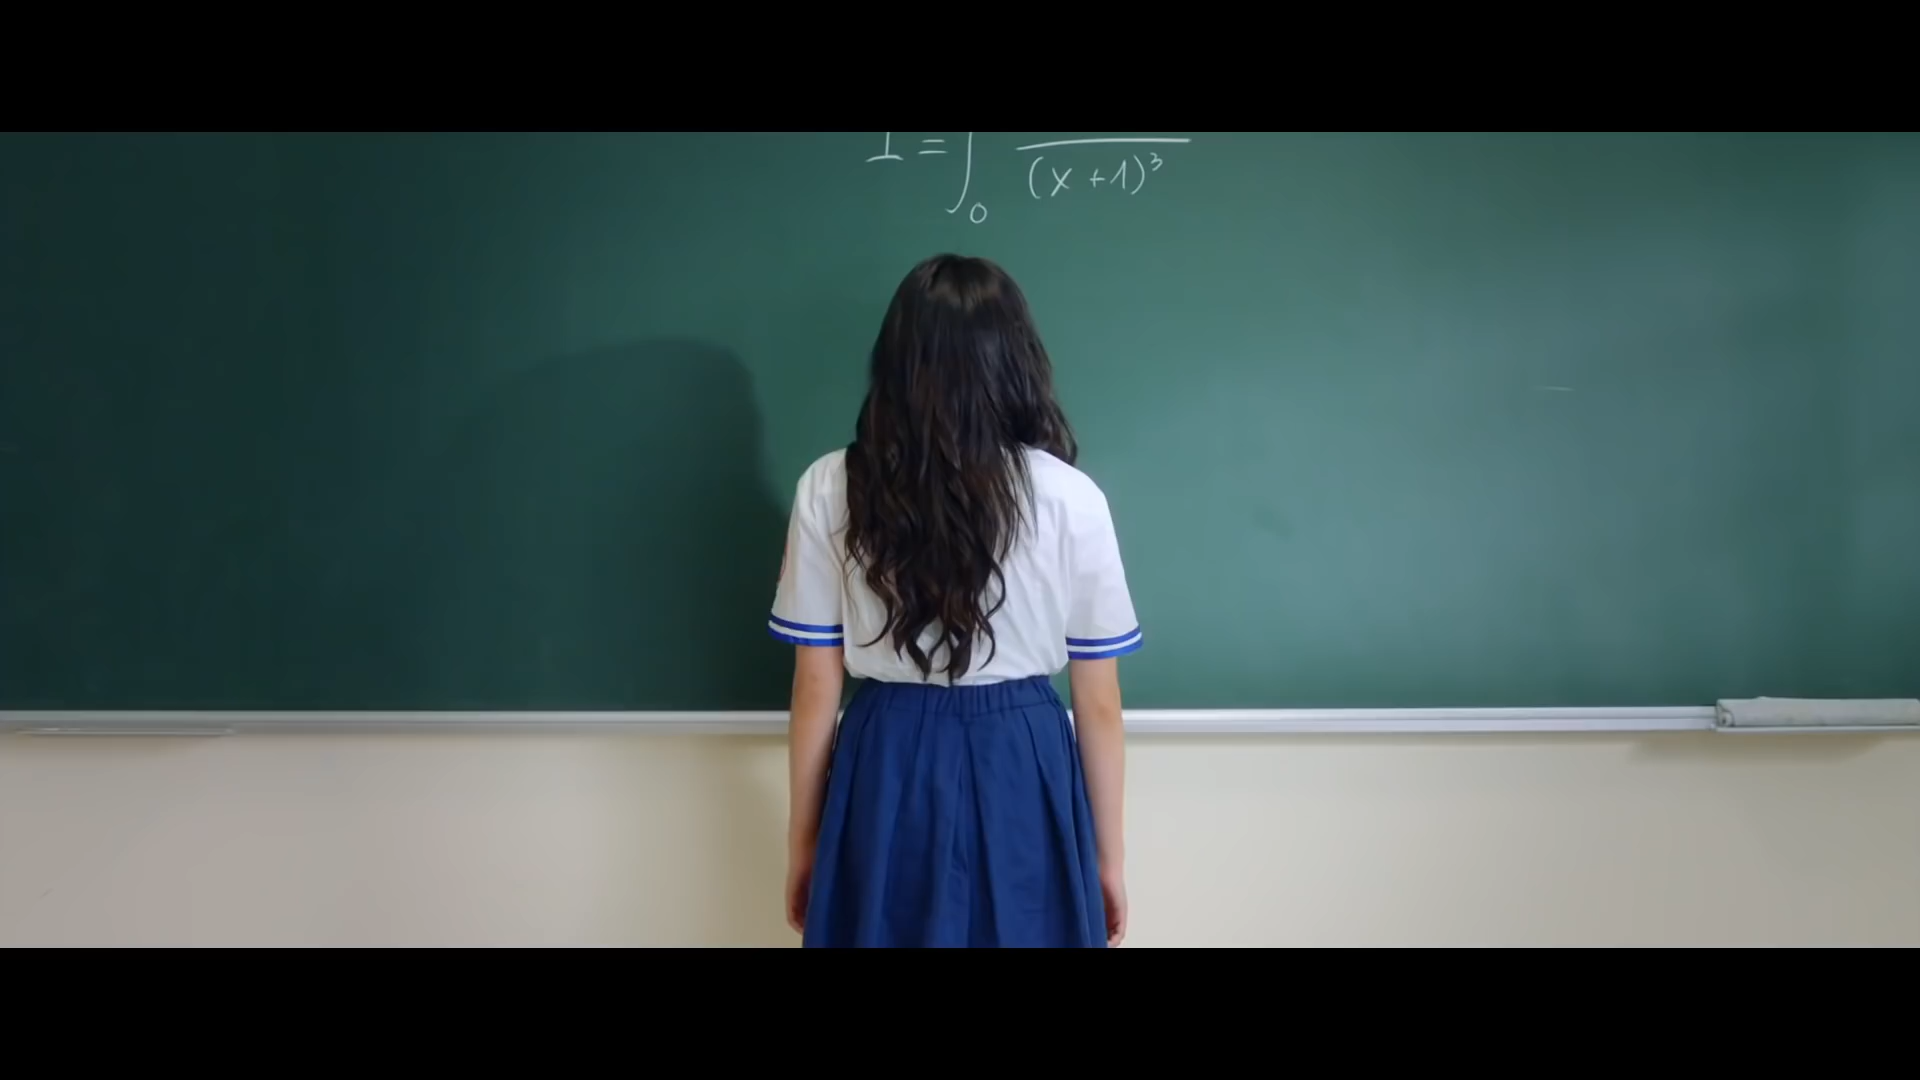 I = ∫₀ ‾‾‾ (x+1)³